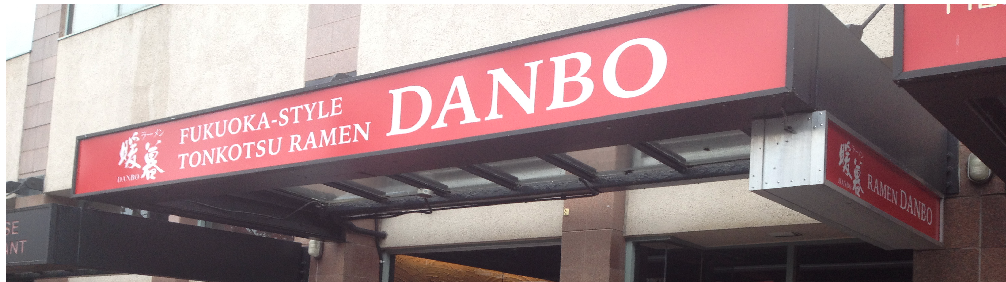 ラーメン
暖暮
DANBO
FUKUOKA-STYLE
TONKOTSU RAMEN
DANBO
暖暮
RAMEN DANBO